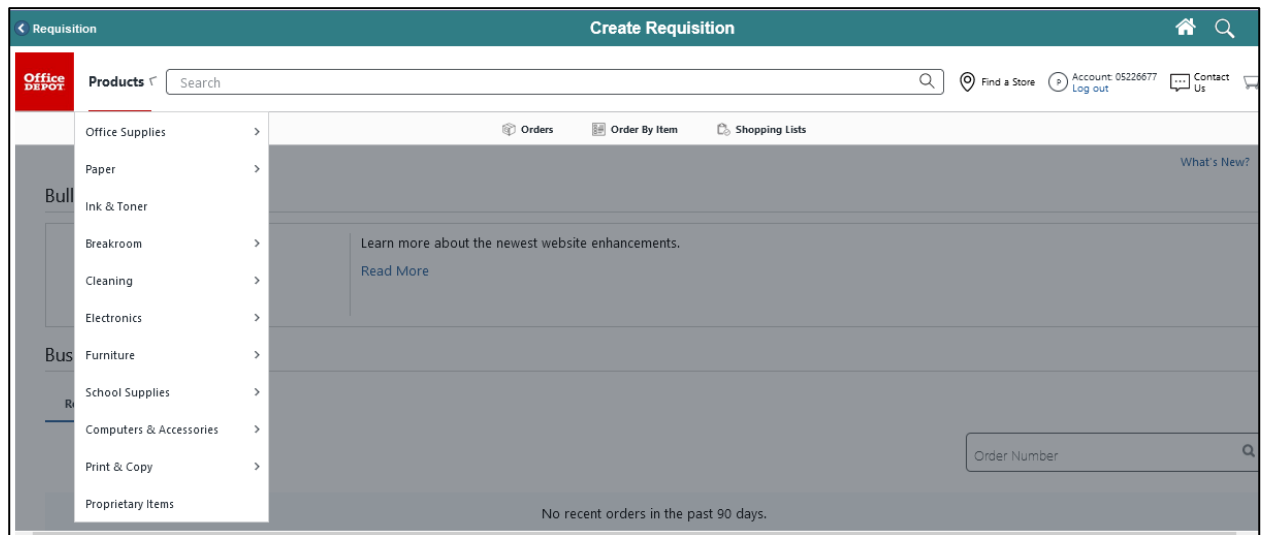 Requisition
Create Requisition
Office DEPOT
Products
Search
Find a Store
P
Account: 05226677
Log out
Contact Us
Office Supplies
Orders
Order By Item
Shopping Lists
What's New?
Paper
Bull
Ink & Toner
Breakroom
Learn more about the newest website enhancements.
Read More
Cleaning
Electronics
Bus
Furniture
School Supplies
Computers & Accessories
Print & Copy
Order Number
Proprietary Items
No recent orders in the past 90 days.